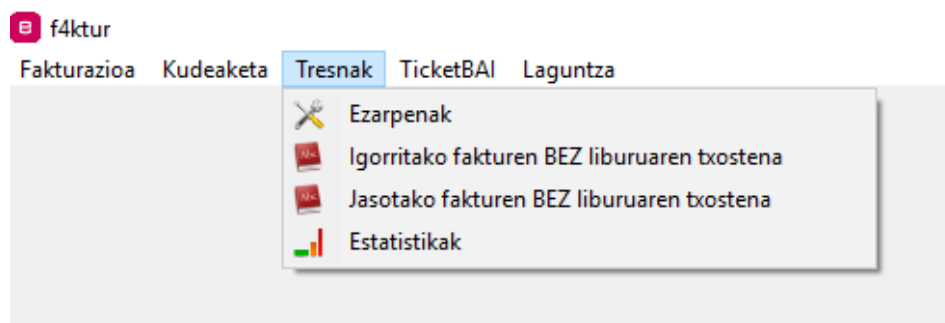 f4ktur
Fakturazioa Kudeaketa Tresnak TicketBAI Laguntza
Ezarpenak
Igorritako fakturen BEZ liburuaren txostena
Jasotako fakturen BEZ liburuaren txostena
Estatistikak